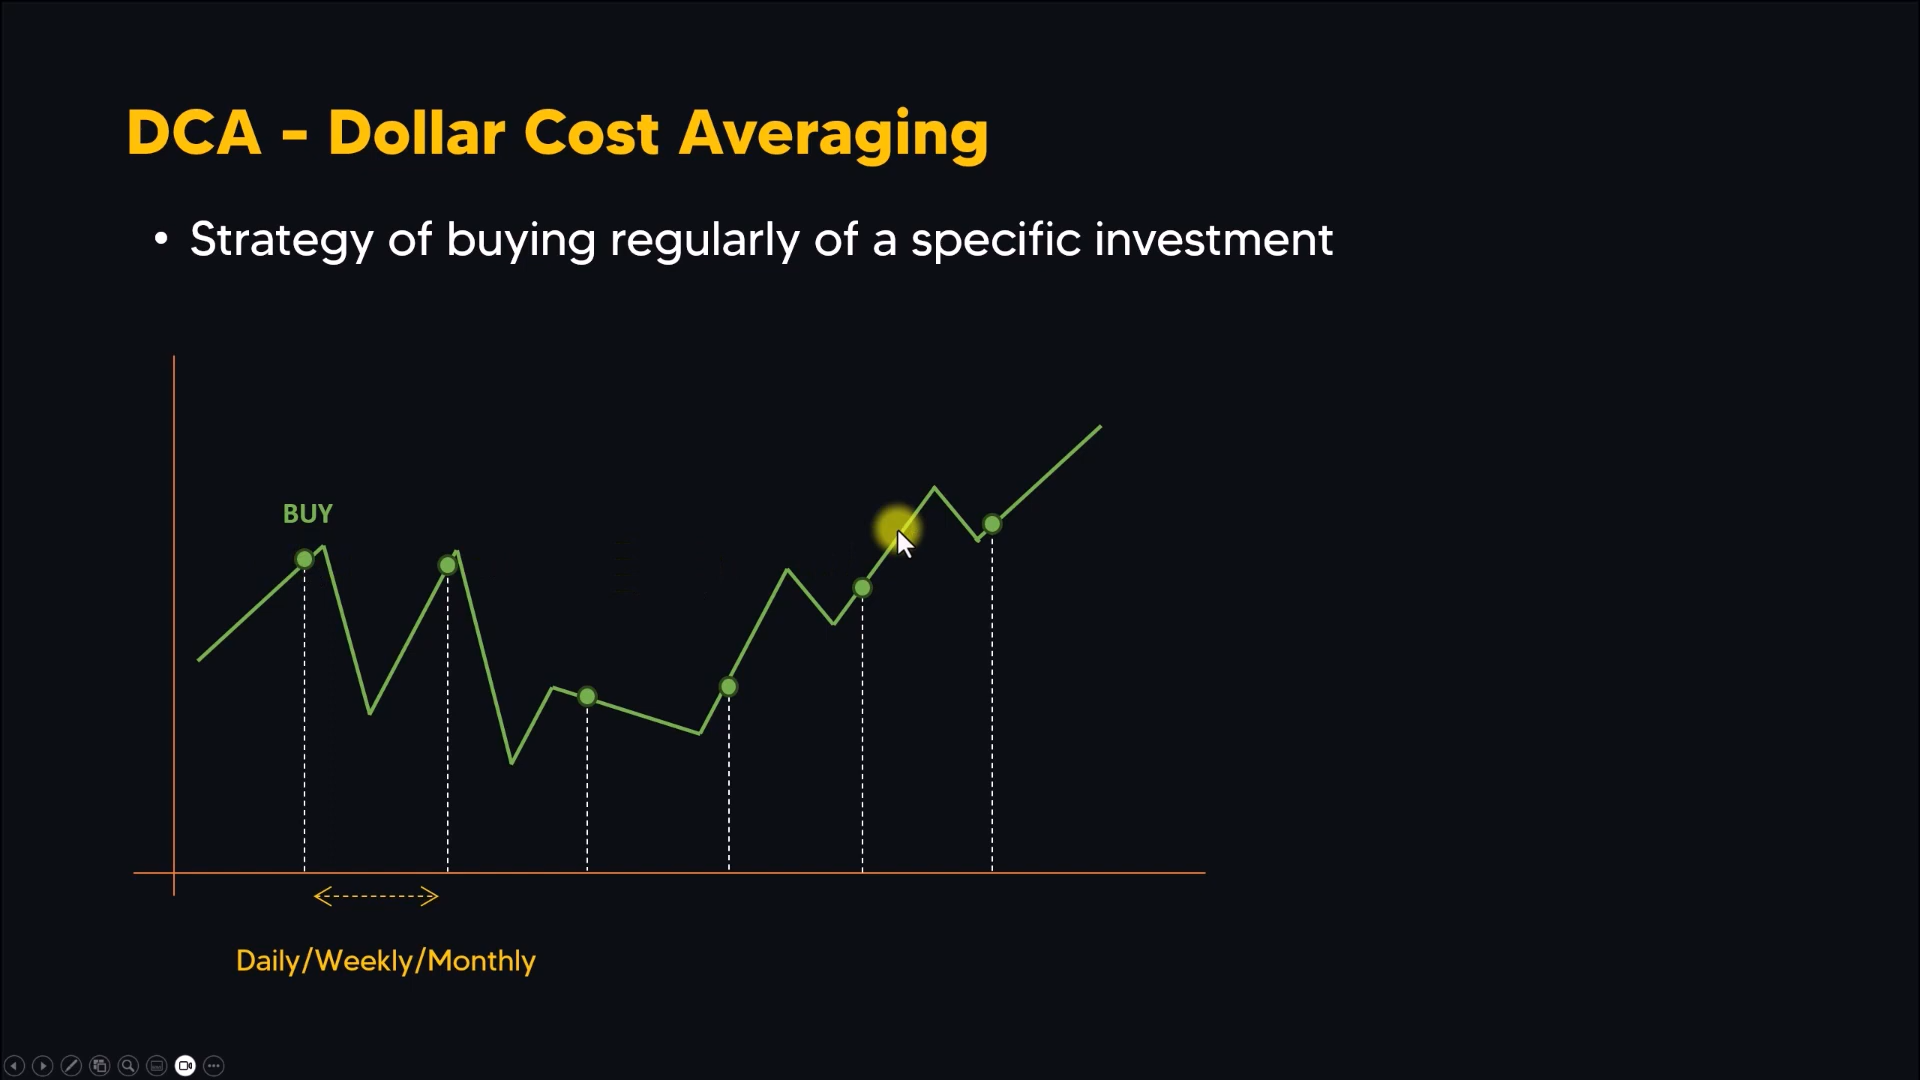 DCA - Dollar Cost Averaging
• Strategy of buying regularly of a specific investment
BUY
Daily/Weekly/Monthly